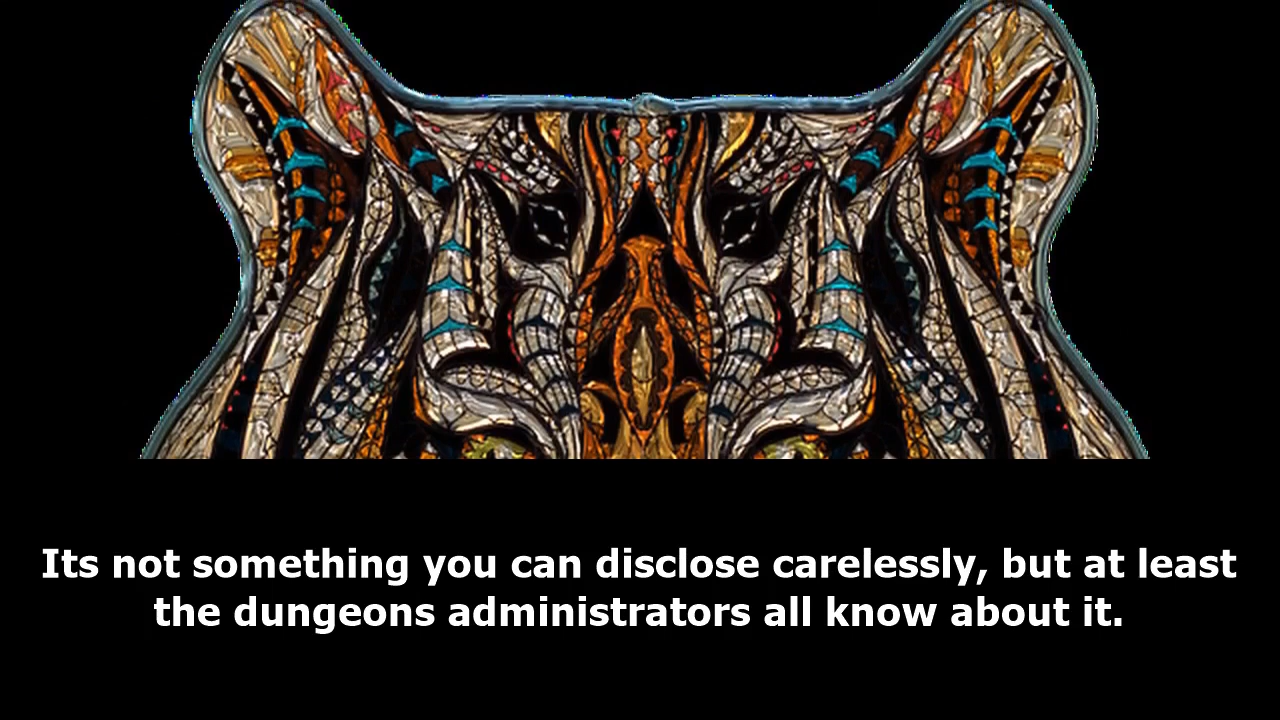 Its not something you can disclose carelessly, but at least
the dungeons administrators all know about it.